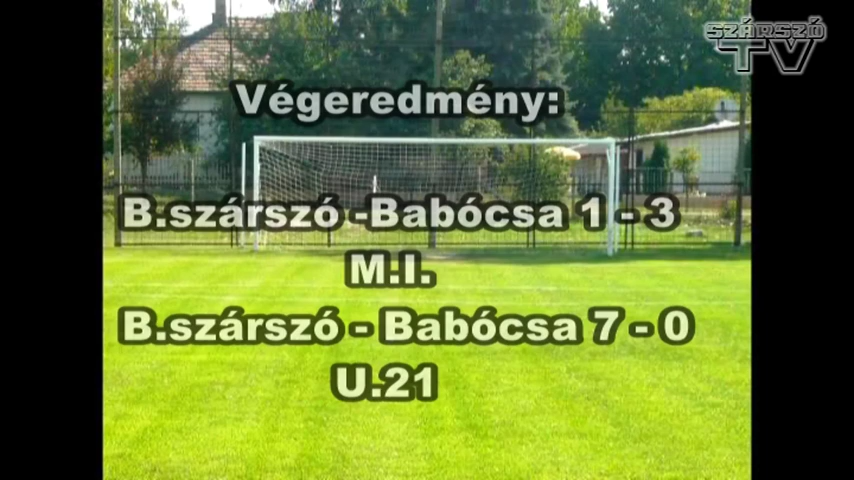 SZÁRSZÓ
TV
Végeredmény:
B.szárszó -Babócsa 1 - 3
M.I.
B.szárszó - Babócsa 7 - 0
U.21